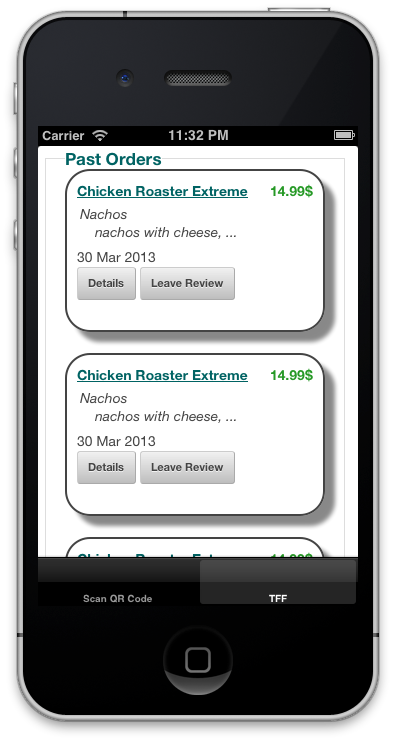 Carrier 11:32 PM
Past Orders
Chicken Roaster Extreme 14.99$
Nachos
nachos with cheese, ...
30 Mar 2013
Details Leave Review
Chicken Roaster Extreme 14.99$
Nachos
nachos with cheese, ...
30 Mar 2013
Details Leave Review
Scan QR Code TFF